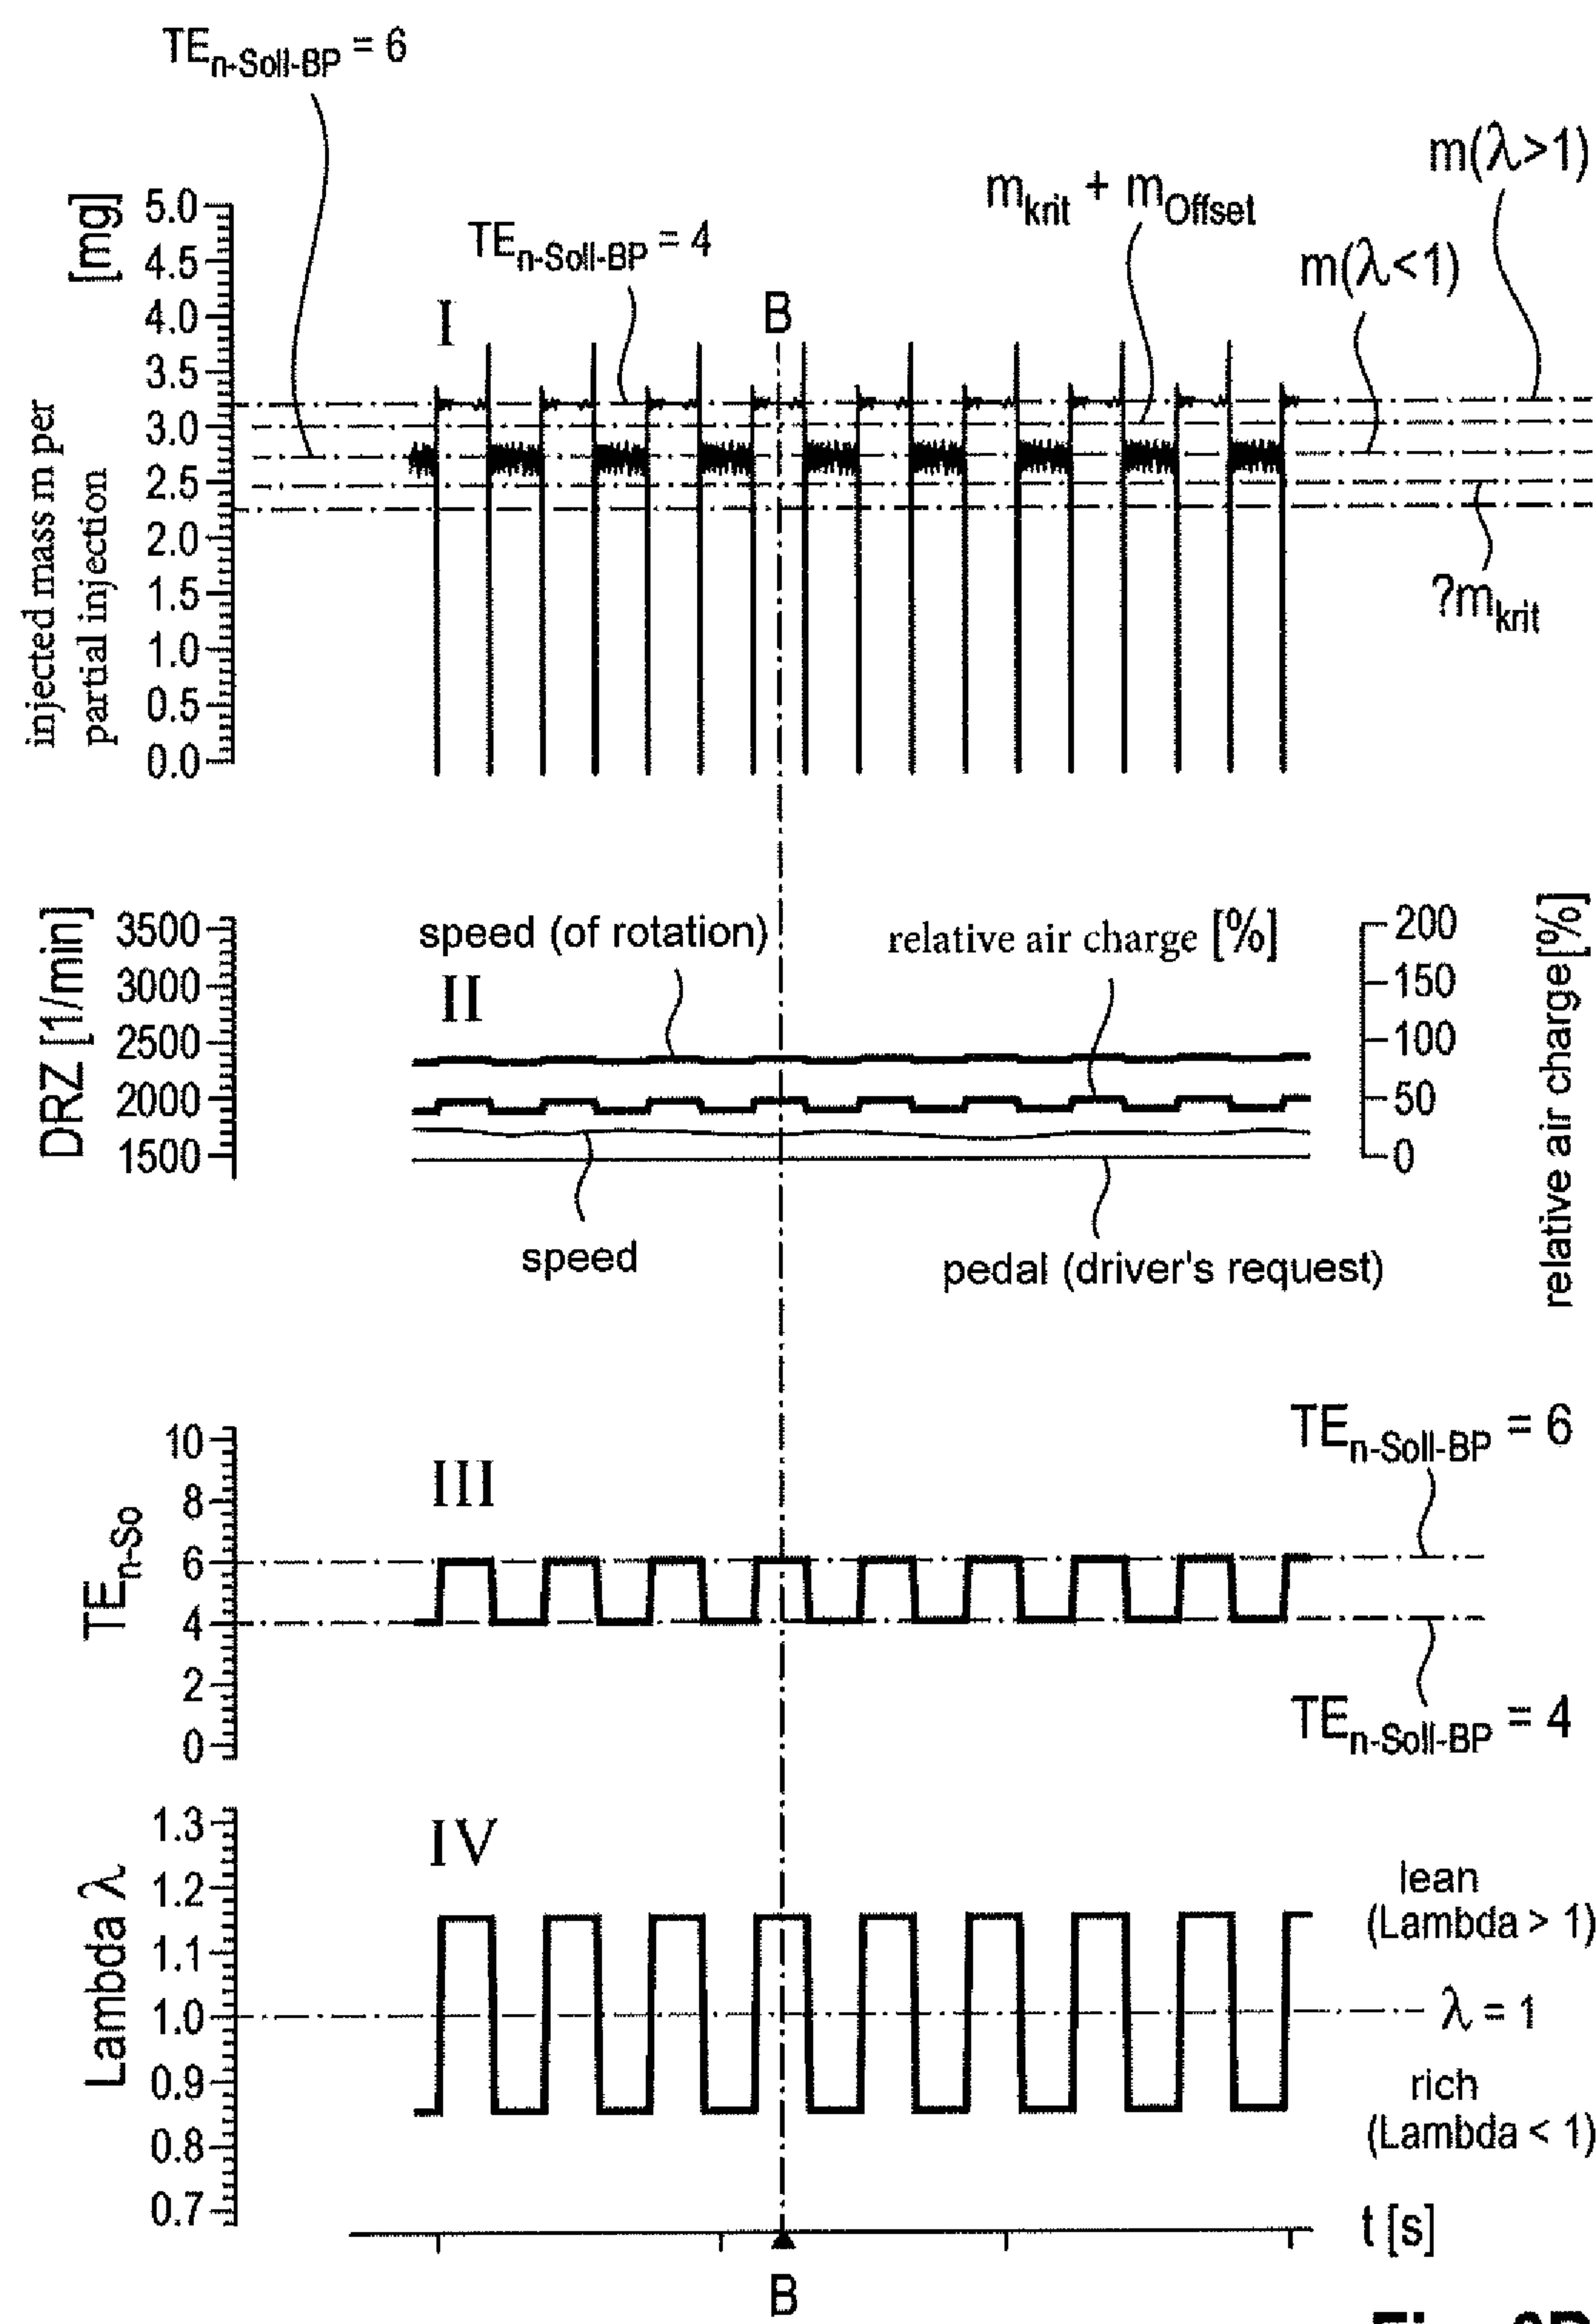 TEn-Soll-BP = 6
m(λ>1)
mkrit + mOffset
TEn-Soll-BP = 4
m(λ<1)
I
B
[mg]
injected mass m per
partial injection
5.0
4.5
4.0
3.5
3.0
2.5
2.0
1.5
1.0
0.5
0.0
?mkrit
DRZ [1/min]
3500
3000
2500
2000
1500
speed (of rotation)
relative air charge [%]
II
200
150
100
50
0
relative air charge [%]
speed
pedal (driver's request)
TEn-So
10
8
6
4
2
0
III
TEn-Soll-BP = 6
TEn-Soll-BP = 4
Lambda λ
1.3
1.2
1.1
1.0
0.9
0.8
0.7
IV
lean
(Lambda > 1)
λ = 1
rich
(Lambda < 1)
t [s]
B